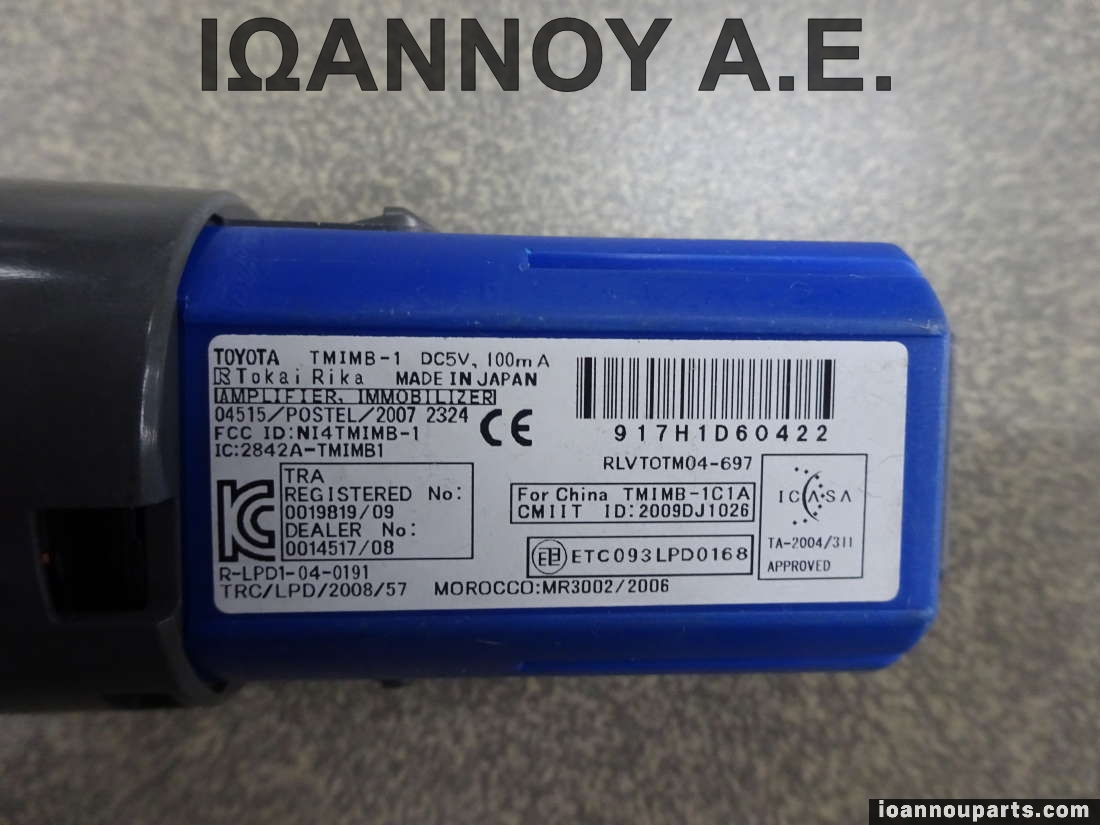 ΙΩΑΝΝΟΥ Α.Ε.
TOYOTA TMIMB-1 DC5V, 100mA
Tokai Rika MADE IN JAPAN
AMPLIFIER, IMMOBILIZER
04515/POSTEL/2007 2324
FCC ID:NI4TMIMB-1
IC:2842A-TMIMB1
CE
917H1D60422
RLVTOTM04-697
TRA
REGISTERED No:
0019819/09
DEALER No:
0014517/08
For China TMIMB-1C1A
CMIIT ID:2009DJ1026
ETC093LPD0168
ICASA
TA-2004/311
APPROVED
R-LPD1-04-0191
TRC/LPD/2008/57 MOROCCO:MR3002/2006
ioannouparts.com